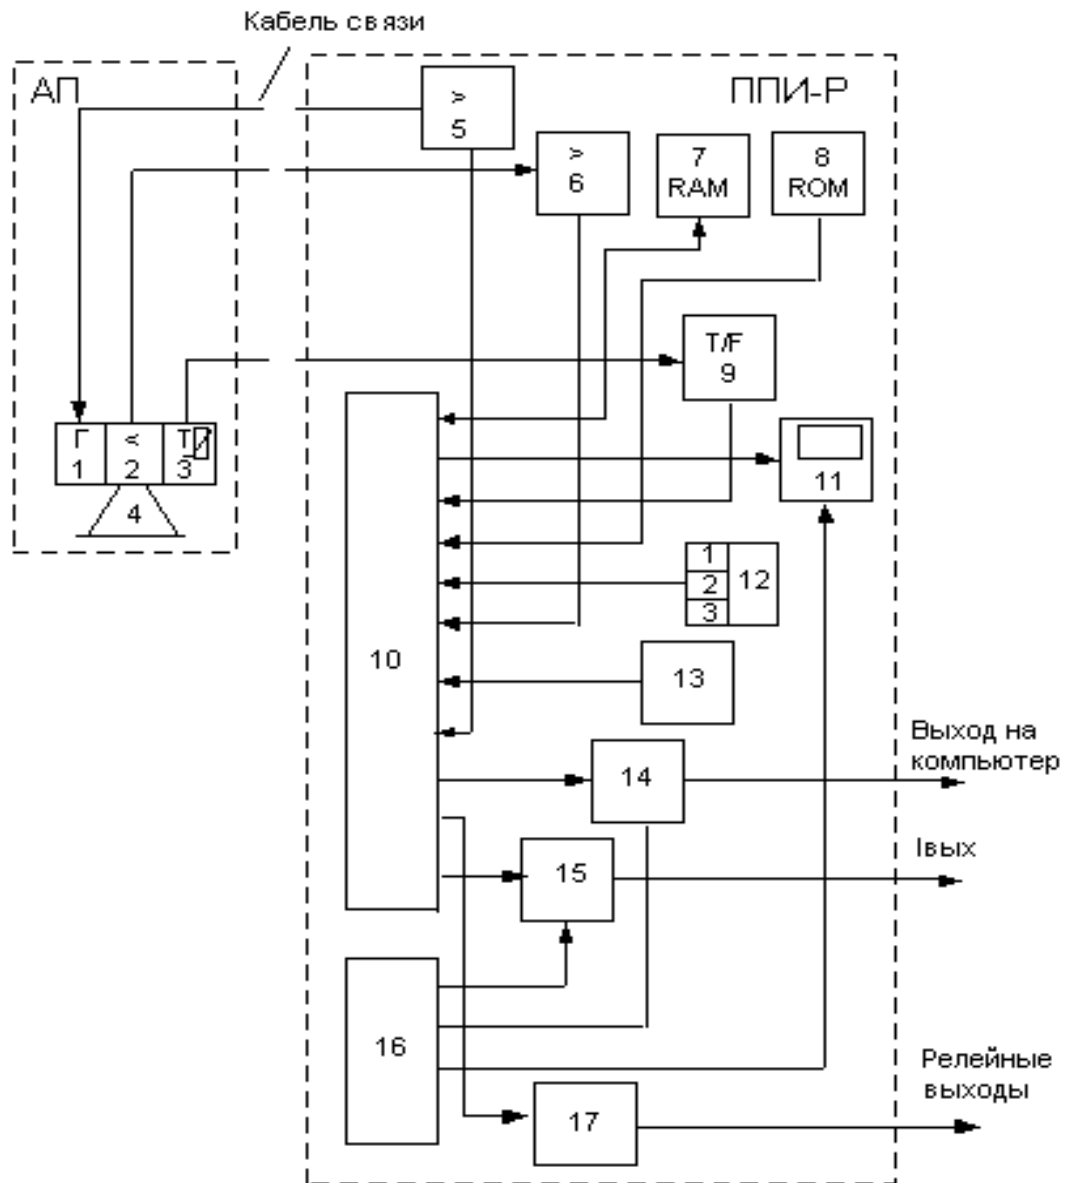 Кабель связи
АП
ППИ-Р
>
5
>
6
7
RAM
8
ROM
T/F
9
Г
1
<
2
Т
3
4
11
1
2
3
12
10
13
14
Выход на
компьютер
15
Iвых
16
17
Релейные
выходы